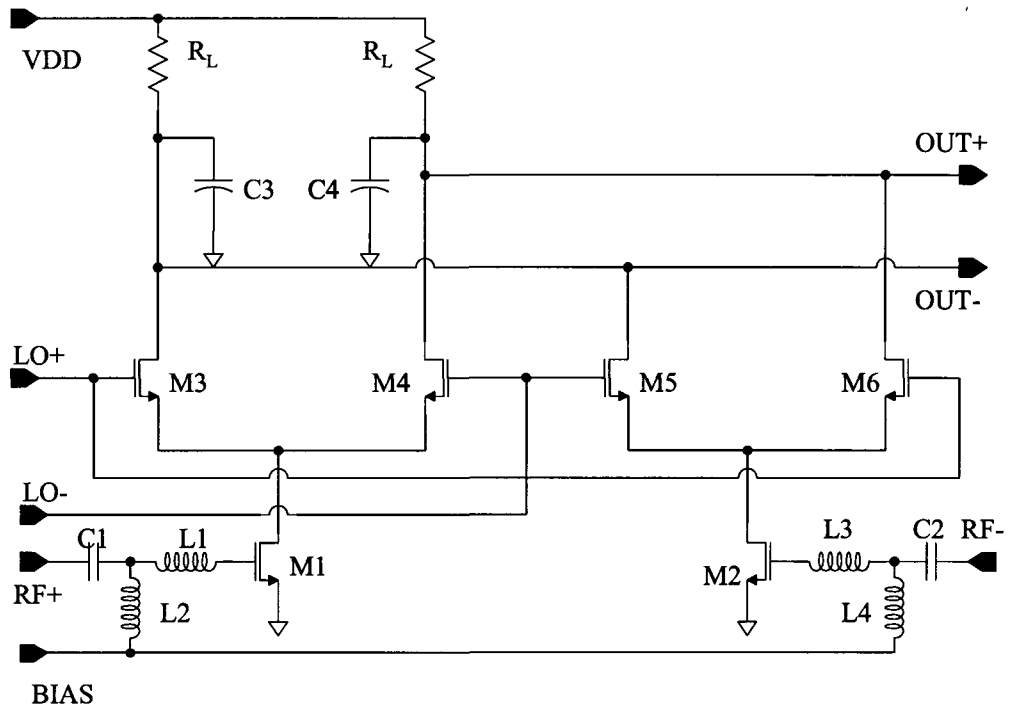 VDD
R_L
R_L
C3
C4
OUT+
OUT-
LO+
M3
M4
M5
M6
LO-
C1
L1
M1
RF+
L2
M2
L3
C2
RF-
L4
BIAS